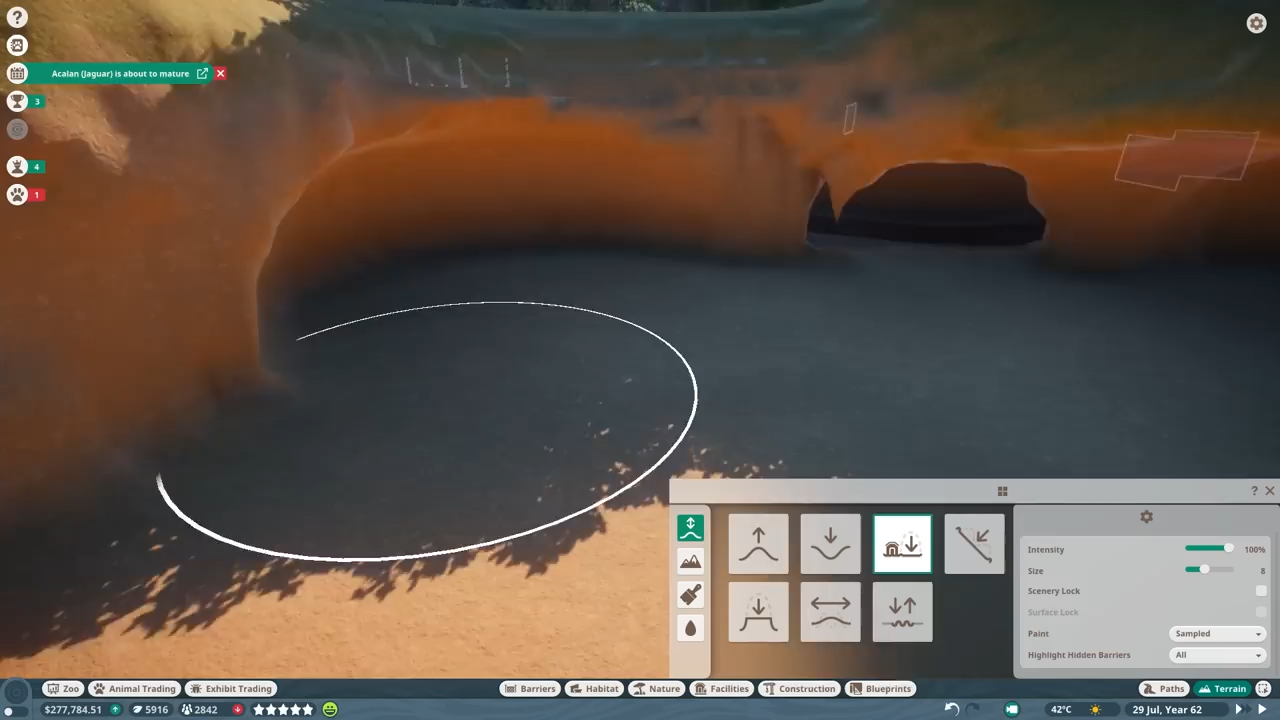 ?
Acalan (Jaguar) is about to mature
3
4
1
?
Intensity 100%
Size 8
Scenery Lock
Surface Lock
Paint Sampled
Highlight Hidden Barriers All
Zoo Animal Trading Exhibit Trading Barriers Habitat Nature Facilities Construction Blueprints Paths Terrain
$277,784.51 5916 2842 42°C 29 Jul, Year 62